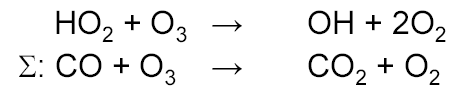 HO₂ + O₃ → OH + 2O₂
Σ: CO + O₃ → CO₂ + O₂